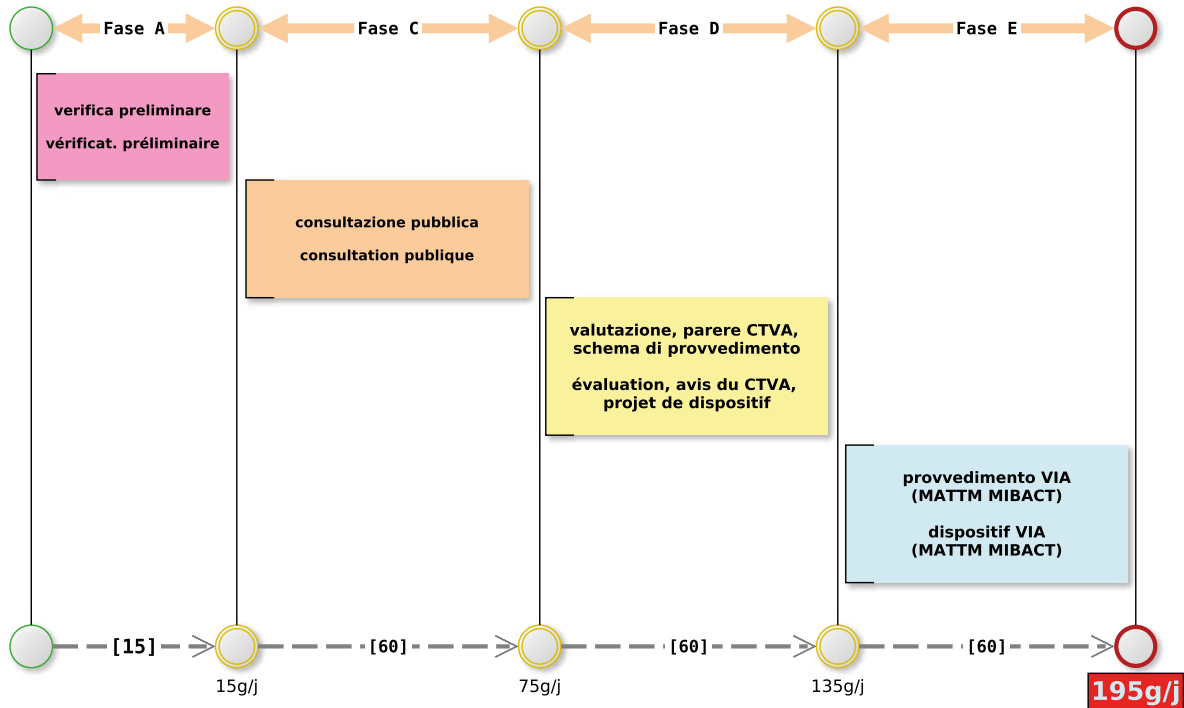 Fase A
Fase C
Fase D
Fase E
verifica preliminare
vérificat. préliminaire
consultazione pubblica
consultation publique
valutazione, parere CTVA,
schema di provvedimento
évaluation, avis du CTVA,
projet de dispositif
provvedimento VIA
(MATTM MIBACT)
dispositif VIA
(MATTM MIBACT)
[15]
[60]
[60]
[60]
15g/j
75g/j
135g/j
195g/j